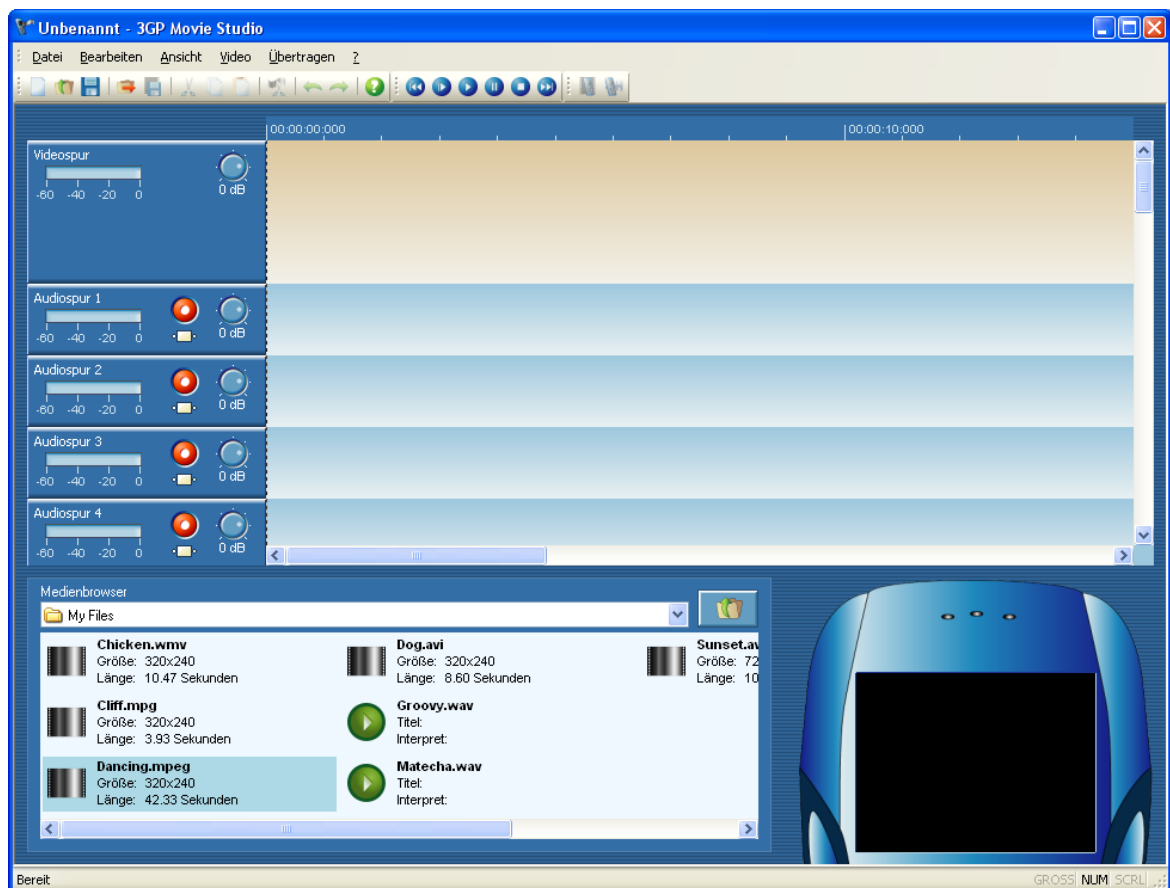 Unbenannt - 3GP Movie Studio
Datei Bearbeiten Ansicht Video Übertragen ?
00:00:00:000 00:00:10:000
Videospur
-60 -40 -20 0
0 dB
Audiospur 1
-60 -40 -20 0
0 dB
Audiospur 2
-60 -40 -20 0
0 dB
Audiospur 3
-60 -40 -20 0
0 dB
Audiospur 4
-60 -40 -20 0
0 dB
Medienbrowser
My Files
Chicken.wmv
Größe: 320x240
Länge: 10.47 Sekunden
Cliff.mpg
Größe: 320x240
Länge: 3.93 Sekunden
Dancing.mpeg
Größe: 320x240
Länge: 42.33 Sekunden
Dog.avi
Größe: 320x240
Länge: 8.60 Sekunden
Groovy.wav
Titel:
Interpret:
Matecha.wav
Titel:
Interpret:
Sunset.av
Größe: 72
Länge: 10
Bereit
GROSS NUM SCRL